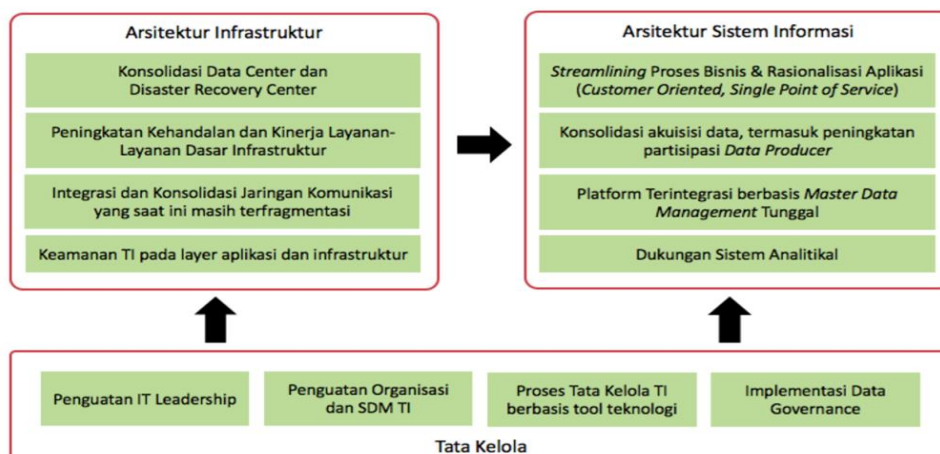 Arsitektur Infrastruktur
Konsolidasi Data Center dan
Disaster Recovery Center
Peningkatan Kehandalan dan Kinerja Layanan-
Layanan Dasar Infrastruktur
Integrasi dan Konsolidasi Jaringan Komunikasi
yang saat ini masih terfragmentasi
Keamanan TI pada layer aplikasi dan infrastruktur
Arsitektur Sistem Informasi
Streamlining Proses Bisnis & Rasionalisasi Aplikasi
(Customer Oriented, Single Point of Service)
Konsolidasi akuisisi data, termasuk peningkatan
partisipasi Data Producer
Platform Terintegrasi berbasis Master Data
Management Tunggal
Dukungan Sistem Analitikal
Penguatan IT Leadership
Penguatan Organisasi
dan SDM TI
Proses Tata Kelola TI
berbasis tool teknologi
Implementasi Data
Governance
Tata Kelola